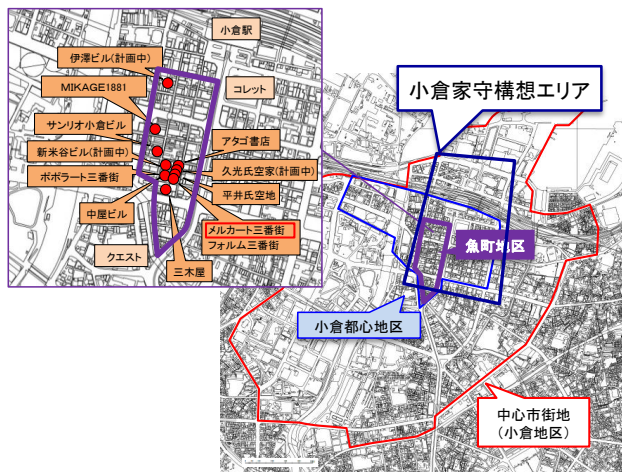 小倉駅
伊澤ビル(計画中)
MIKAGE1881
コレット
サンリオ小倉ビル
アタゴ書店
新米谷ビル(計画中)
久光氏空家(計画中)
ポポラート三番街
平井氏空地
中屋ビル
メルカート三番街
フォルム三番街
クエスト
三木屋
小倉家守構想エリア
魚町地区
小倉都心地区
中心市街地
(小倉地区)